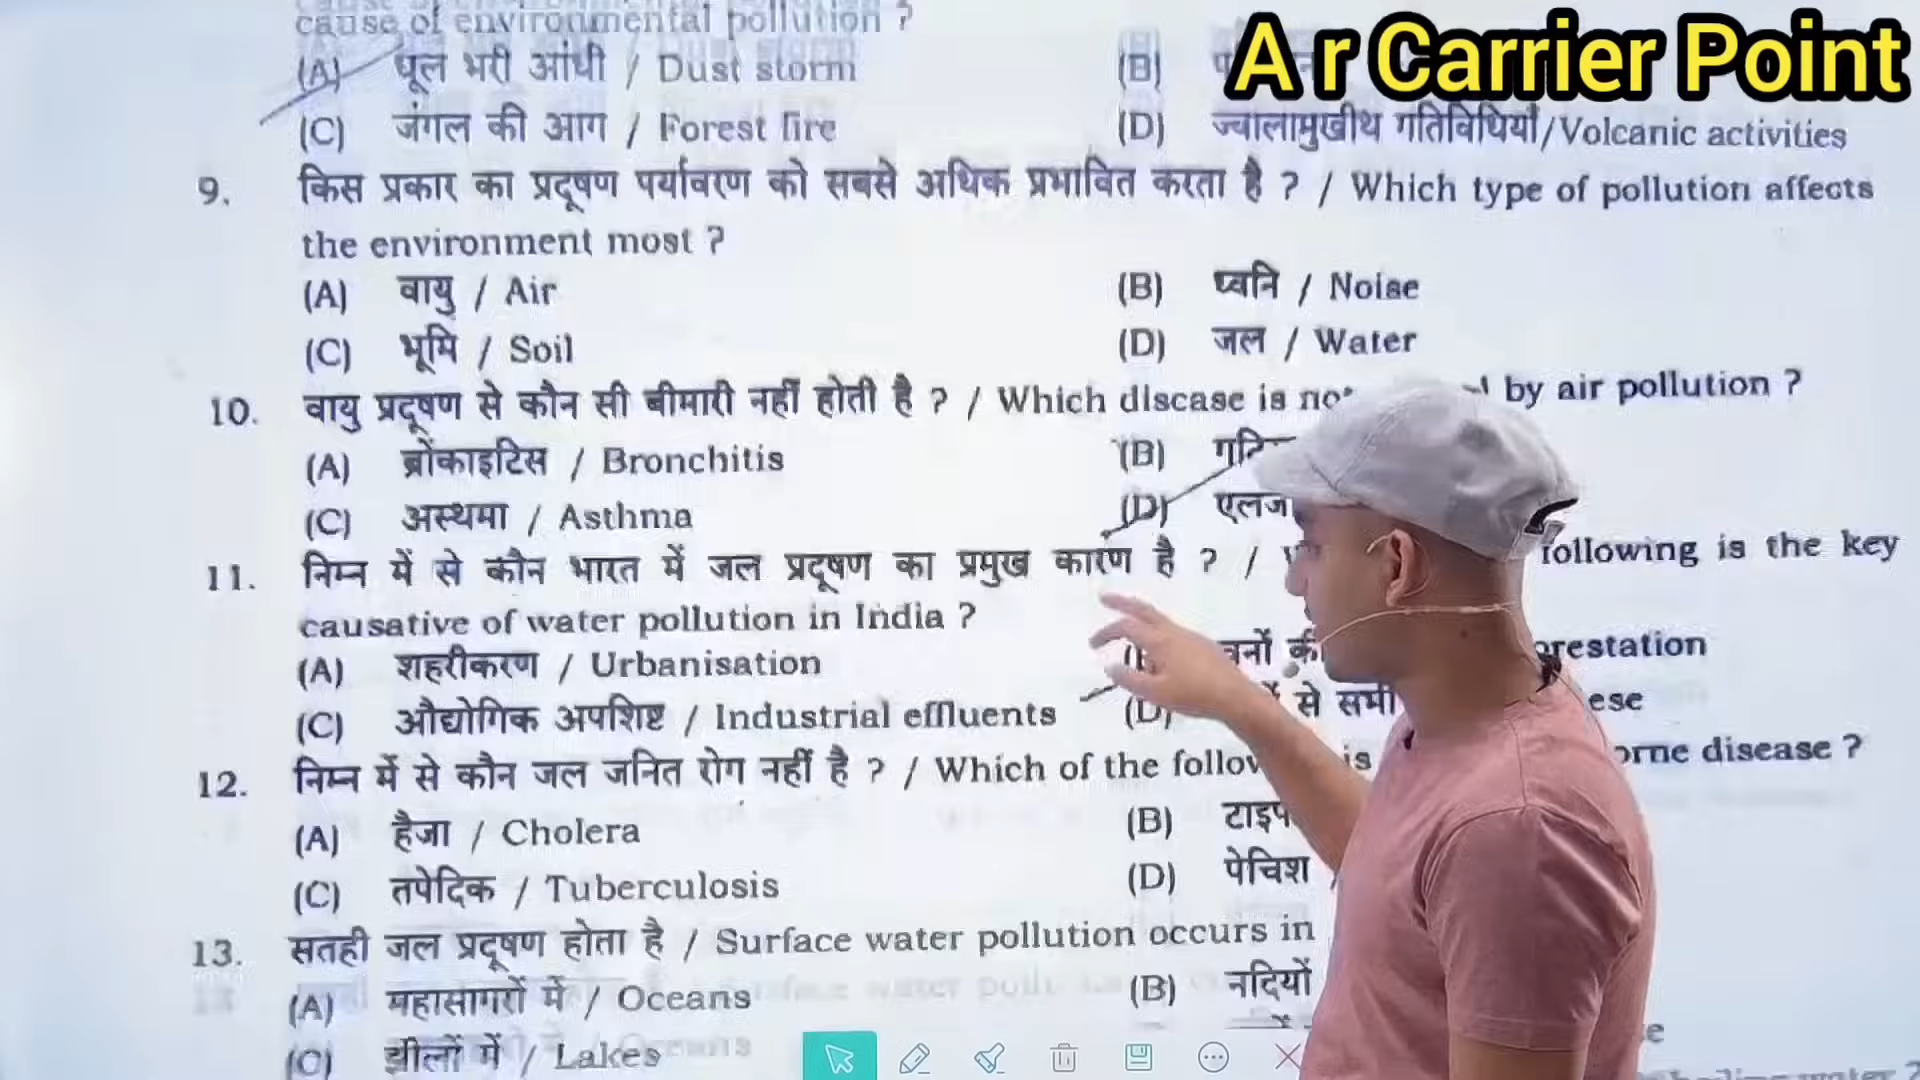 cause of environmental pollution ?
A r Carrier Point
(A) धूल भरी आंधी / Dust storm (B)
(C) जंगल की आग / Forest fire (D) ज्वालामुखीय गतिविधियाँ/Volcanic activities
9. किस प्रकार का प्रदूषण पर्यावरण को सबसे अधिक प्रभावित करता है ? / Which type of pollution affects
the environment most ?
(A) वायु / Air (B) ध्वनि / Noise
(C) भूमि / Soil (D) जल / Water
10. वायु प्रदूषण से कौन सी बीमारी नहीं होती है ? / Which disease is by air pollution ?
(A) ब्रोंकाइटिस / Bronchitis (B)
(C) अस्थमा / Asthma (D)
11. निम्न में से कौन भारत में जल प्रदूषण का प्रमुख कारण है ? / following is the key
causative of water pollution in India ?
(A) शहरीकरण / Urbanisation वनों की
(C) औद्योगिक अपशिष्ट / Industrial effluents (D) से सभी
12. निम्न में से कौन जल जनित रोग नहीं है ? / Which of the is disease ?
(A) हैजा / Cholera (B)
(C) तपेदिक / Tuberculosis (D) पेचिश
13. सतही जल प्रदूषण होता है / Surface water pollution occurs in
(A) महासागरों में / Oceans (B) नदियों
(C) झीलों में / Lakes